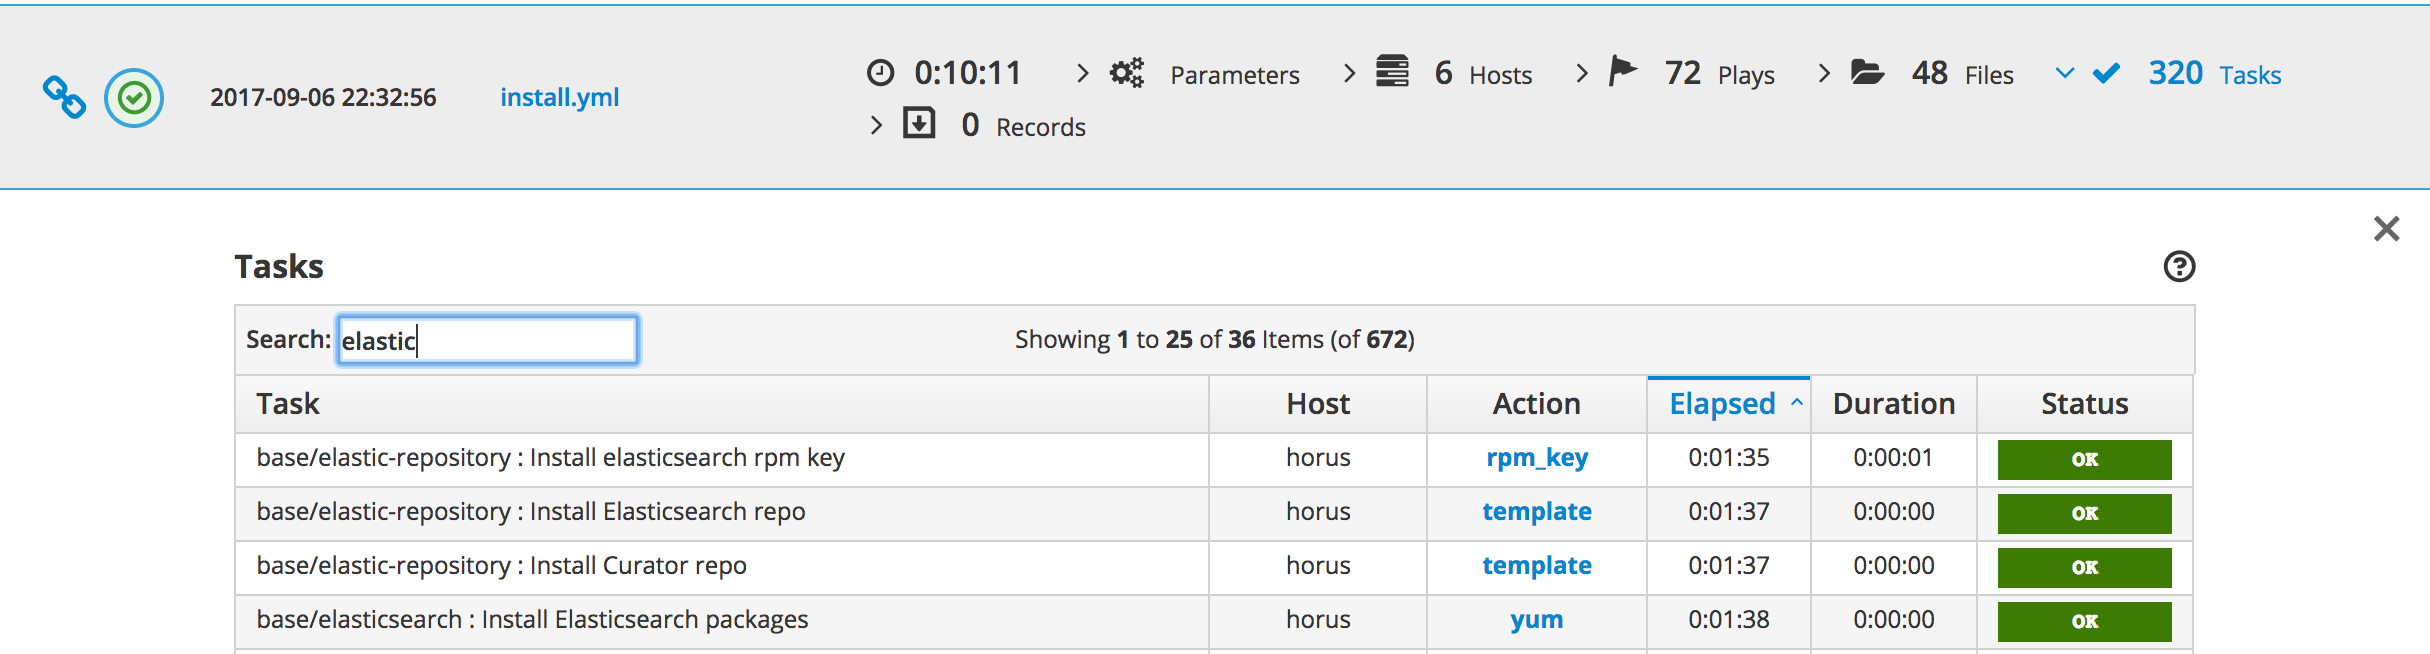 2017-09-06 22:32:56 install.yml 0:10:11 Parameters 6 Hosts 72 Plays 48 Files 320 Tasks
0 Records
Tasks
Search: elastic Showing 1 to 25 of 36 Items (of 672)
Task Host Action Elapsed Duration Status
base/elastic-repository : Install elasticsearch rpm key horus rpm_key 0:01:35 0:00:01 OK
base/elastic-repository : Install Elasticsearch repo horus template 0:01:37 0:00:00 OK
base/elastic-repository : Install Curator repo horus template 0:01:37 0:00:00 OK
base/elasticsearch : Install Elasticsearch packages horus yum 0:01:38 0:00:00 OK